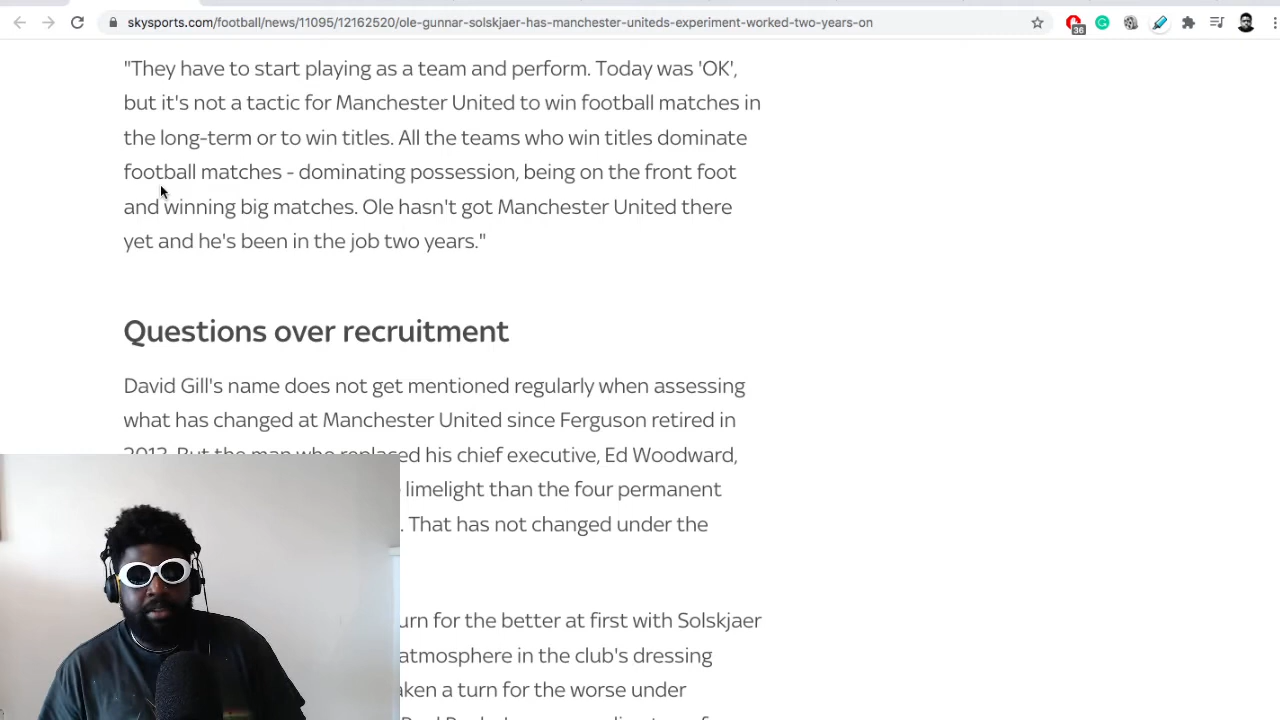 skysports.com/football/news/11095/12162520/ole-gunnar-solskjaer-has-manchester-uniteds-experiment-worked-two-years-on
36
"They have to start playing as a team and perform. Today was 'OK',
but it's not a tactic for Manchester United to win football matches in
the long-term or to win titles. All the teams who win titles dominate
football matches - dominating possession, being on the front foot
and winning big matches. Ole hasn't got Manchester United there
yet and he's been in the job two years."
Questions over recruitment
David Gill's name does not get mentioned regularly when assessing
what has changed at Manchester United since Ferguson retired in
2013. But the man who replaced his chief executive, Ed Woodward,
limelight than the four permanent
. That has not changed under the
urn for the better at first with Solskjaer
atmosphere in the club's dressing
aken a turn for the worse under